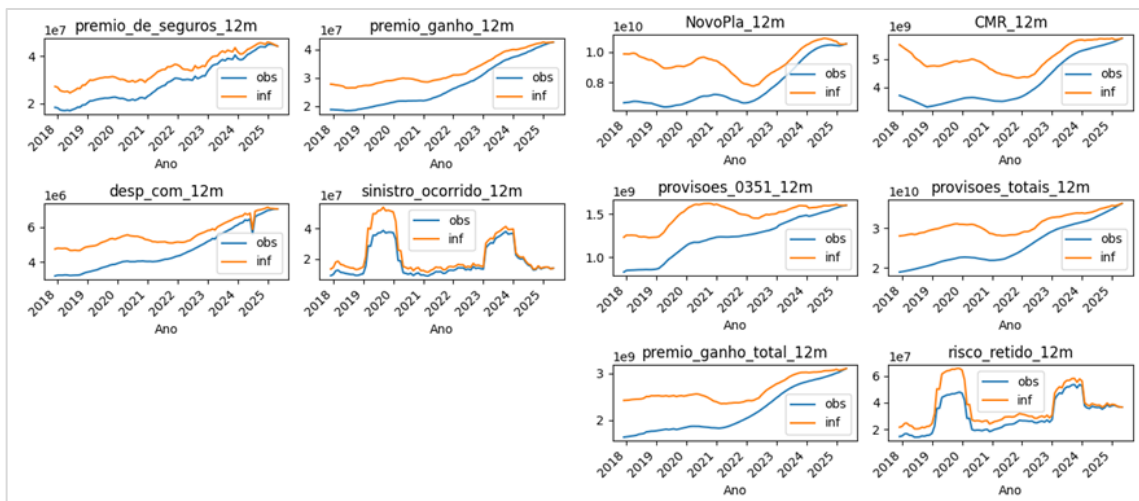 premio_de_seguros_12m
1e7
4
2
obs
inf
2018 2019 2020 2021 2022 2023 2024 2025
Ano
premio_ganho_12m
1e7
4
3
2
obs
inf
2018 2019 2020 2021 2022 2023 2024 2025
Ano
NovoPla_12m
1e10
1.0
0.8
obs
inf
2018 2019 2020 2021 2022 2023 2024 2025
Ano
CMR_12m
1e9
5
4
obs
inf
2018 2019 2020 2021 2022 2023 2024 2025
Ano
desp_com_12m
1e6
6
4
obs
inf
2018 2019 2020 2021 2022 2023 2024 2025
Ano
sinistro_ocorrido_12m
1e7
4
2
obs
inf
2018 2019 2020 2021 2022 2023 2024 2025
Ano
provisoes_0351_12m
1e9
1.5
1.0
obs
inf
2018 2019 2020 2021 2022 2023 2024 2025
Ano
provisoes_totais_12m
1e10
3
2
obs
inf
2018 2019 2020 2021 2022 2023 2024 2025
Ano
premio_ganho_total_12m
1e9
3
2
obs
inf
2018 2019 2020 2021 2022 2023 2024 2025
Ano
risco_retido_12m
1e7
6
4
2
obs
inf
2018 2019 2020 2021 2022 2023 2024 2025
Ano